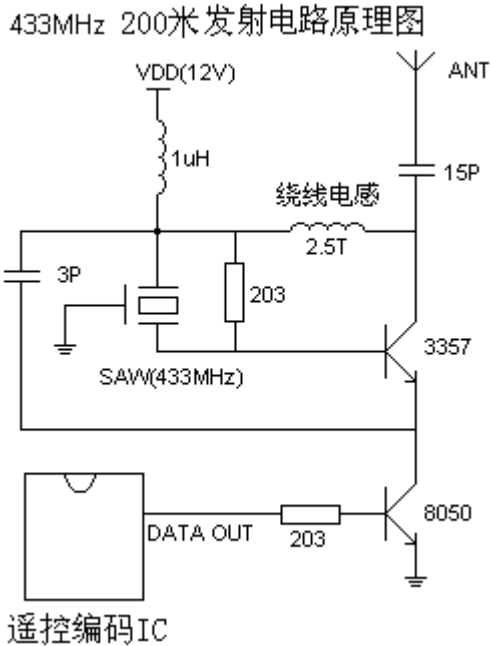 433MHz 200米发射电路原理图
ANT
VDD(12V)
1uH
15P
绕线电感
2.5T
3P
203
3357
SAW(433MHz)
8050
DATA OUT
203
遥控编码IC